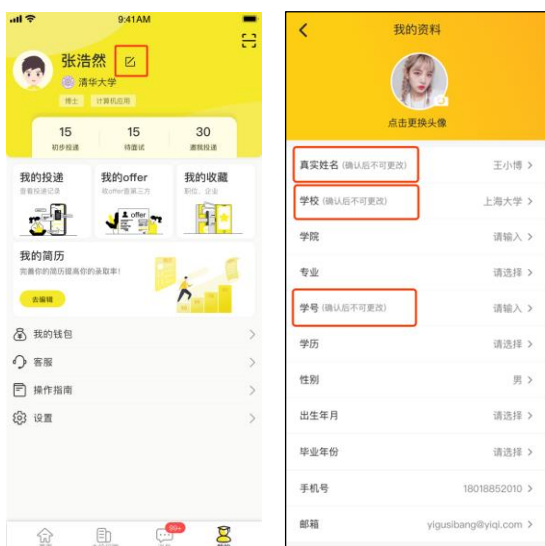 9:41AM
张浩然
清华大学
博士 计算机应用
15 15 30
初步投递 待面试 邀我投递
我的投递 我的offer 我的收藏
查看投递记录 收offer查第三方 职位、企业
offer
我的简历
完善你的简历提高你的录取率!
去编辑
我的钱包
客服
操作指南
设置
99+
我的资料
点击更换头像
真实姓名 (确认后不可更改) 王小博
学校 (确认后不可更改) 上海大学
学院 请输入
专业 请选择
学号 (确认后不可更改) 请输入
学历 请选择
性别 男
出生年月 请选择
毕业年份 请选择
手机号 18018852010
邮箱 yigusibang@yiqi.com